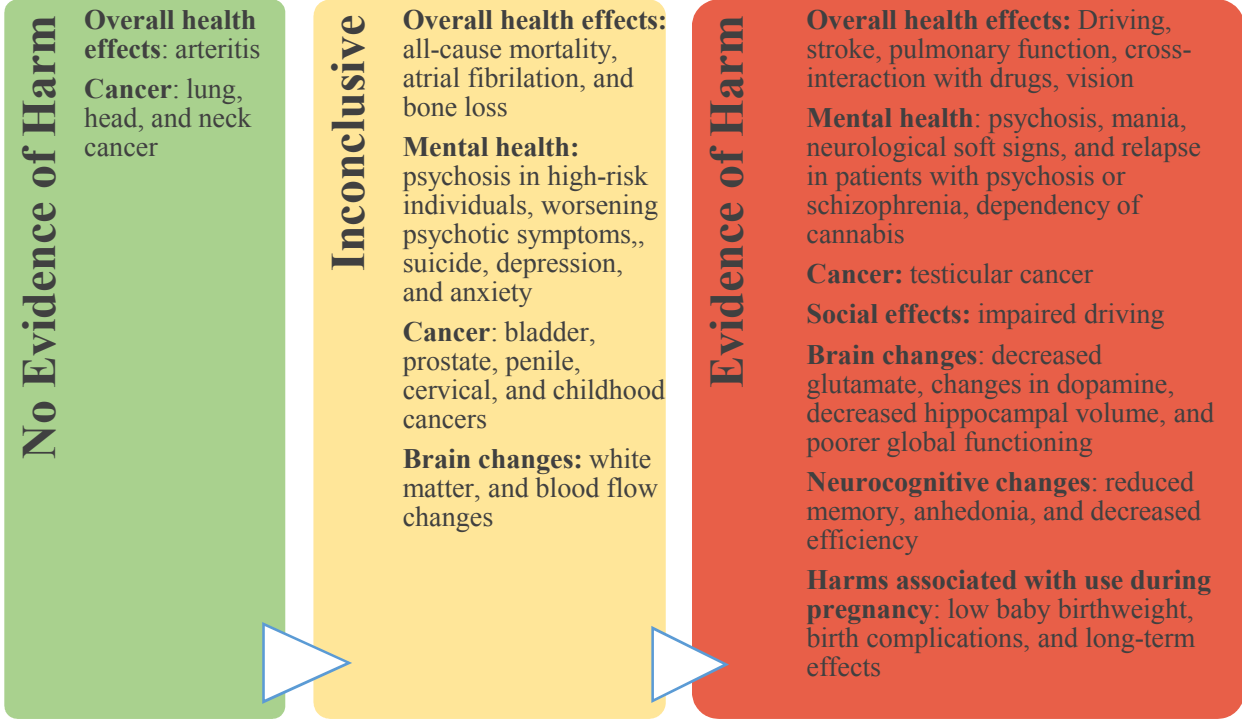 No Evidence of Harm
Overall health
effects: arteritis
Cancer: lung,
head, and neck
cancer
Inconclusive
Overall health effects:
all-cause mortality,
atrial fibrilation, and
bone loss
Mental health:
psychosis in high-risk
individuals, worsening
psychotic symptoms,,
suicide, depression,
and anxiety
Cancer: bladder,
prostate, penile,
cervical, and childhood
cancers
Brain changes: white
matter, and blood flow
changes
Evidence of Harm
Overall health effects: Driving,
stroke, pulmonary function, cross-
interaction with drugs, vision
Mental health: psychosis, mania,
neurological soft signs, and relapse
in patients with psychosis or
schizophrenia, dependency of
cannabis
Cancer: testicular cancer
Social effects: impaired driving
Brain changes: decreased
glutamate, changes in dopamine,
decreased hippocampal volume, and
poorer global functioning
Neurocognitive changes: reduced
memory, anhedonia, and decreased
efficiency
Harms associated with use during
pregnancy: low baby birthweight,
birth complications, and long-term
effects